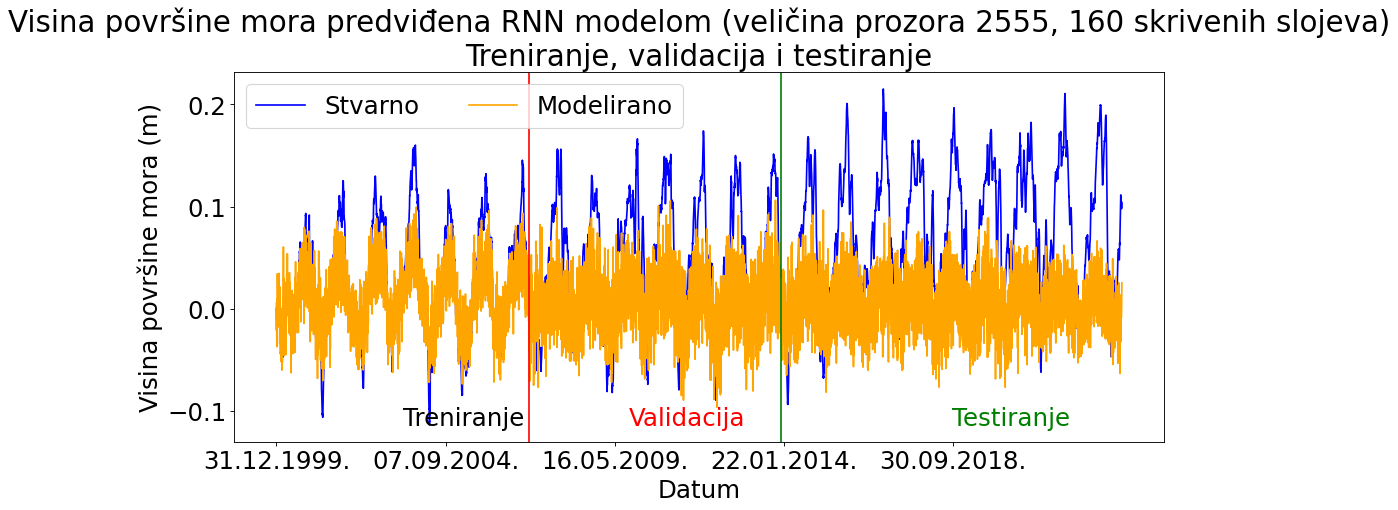 Visina površine mora predviđena RNN modelom (veličina prozora 2555, 160 skrivenih slojeva)
Treniranje, validacija i testiranje
Stvarno Modelirano
Visina površine mora (m)
0.2
0.1
0.0
−0.1
Treniranje Validacija Testiranje
31.12.1999. 07.09.2004. 16.05.2009. 22.01.2014. 30.09.2018.
Datum